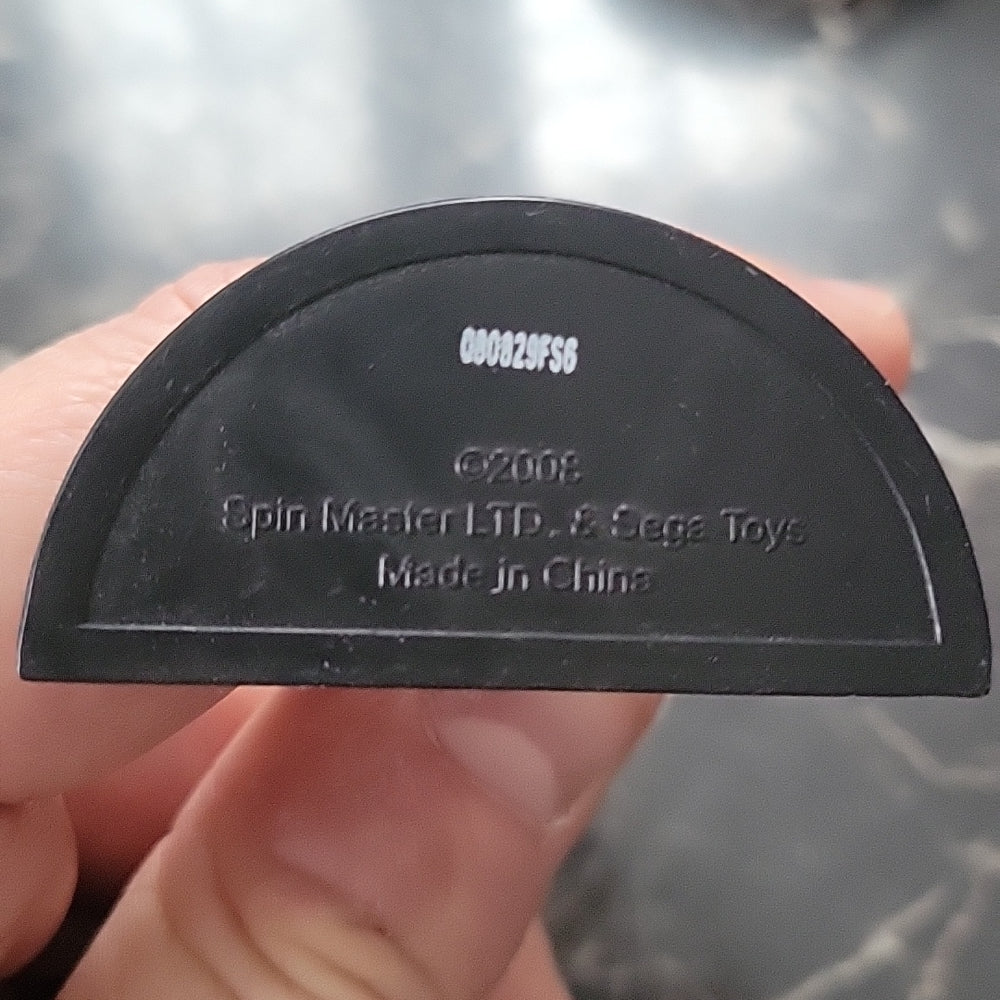 080829FS6
©2008
Spin Master LTD. & Sega Toys
Made in China